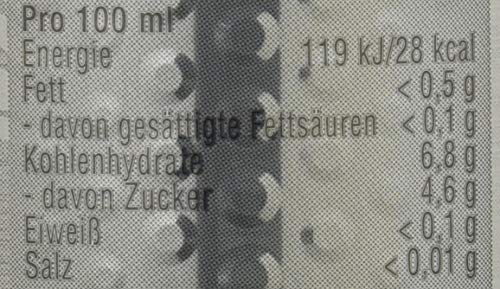 Pro 100 ml
Energie 119 kJ/28 kcal
Fett < 0,5 g
- davon gesättigte Fettsäuren < 0,1 g
Kohlenhydrate 6,8 g
- davon Zucker 4,6 g
Eiweiß < 0,1 g
Salz < 0,01 g